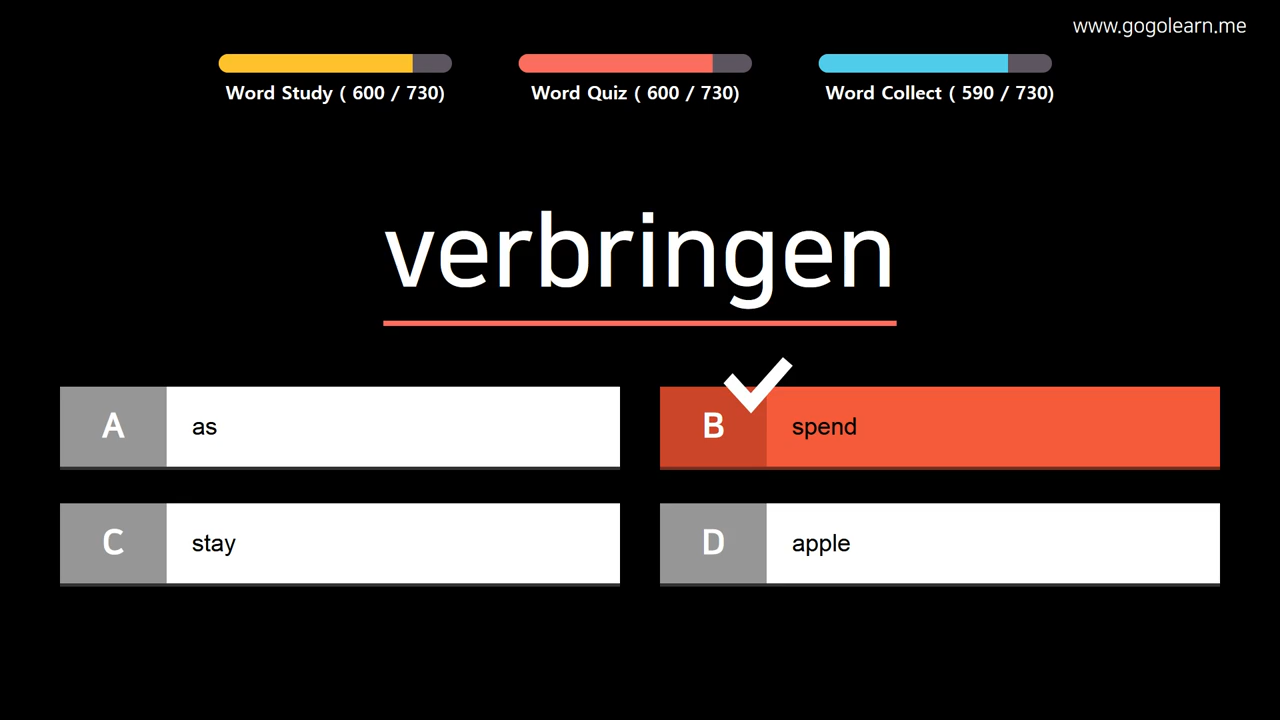 www.gogolearn.me
Word Study ( 600 / 730)
Word Quiz ( 600 / 730)
Word Collect ( 590 / 730)
verbringen
A as
B spend
C stay
D apple